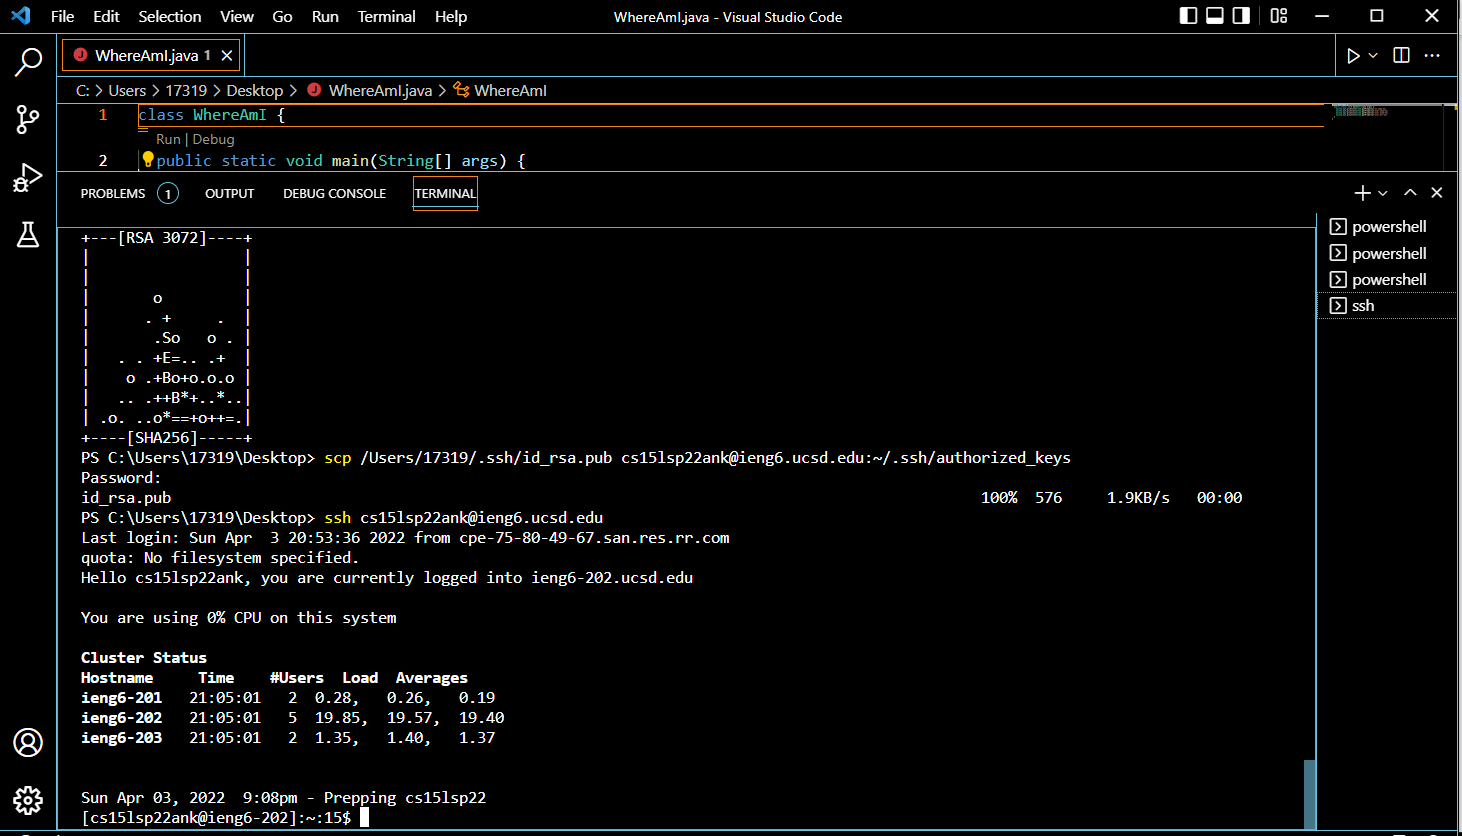 File Edit Selection View Go Run Terminal Help WhereAmI.java - Visual Studio Code
WhereAmI.java 1
C: > Users > 17319 > Desktop > WhereAmI.java > WhereAmI
1 class WhereAmI {
Run | Debug
2 public static void main(String[] args) {
PROBLEMS 1 OUTPUT DEBUG CONSOLE TERMINAL
+---[RSA 3072]----+
|                 |
|                 |
|        o        |
|       . +     .  |
|        .So   o . |
|    . . +E=.. .+  |
|     o .+Bo+o.o.o |
|    .. .++B*+..*..|
| .o. ..o*==+o++=.|
+----[SHA256]-----+
PS C:\Users\17319\Desktop> scp /Users/17319/.ssh/id_rsa.pub cs15lsp22ank@ieng6.ucsd.edu:~/.ssh/authorized_keys
Password:
id_rsa.pub 100% 576 1.9KB/s 00:00
PS C:\Users\17319\Desktop> ssh cs15lsp22ank@ieng6.ucsd.edu
Last login: Sun Apr  3 20:53:36 2022 from cpe-75-80-49-67.san.res.rr.com
quota: No filesystem specified.
Hello cs15lsp22ank, you are currently logged into ieng6-202.ucsd.edu
You are using 0% CPU on this system
Cluster Status
Hostname Time #Users Load Averages
ieng6-201 21:05:01 2 0.28, 0.26, 0.19
ieng6-202 21:05:01 5 19.85, 19.57, 19.40
ieng6-203 21:05:01 2 1.35, 1.40, 1.37
Sun Apr 03, 2022  9:08pm - Prepping cs15lsp22
[cs15lsp22ank@ieng6-202]:~:15$
powershell
powershell
powershell
ssh